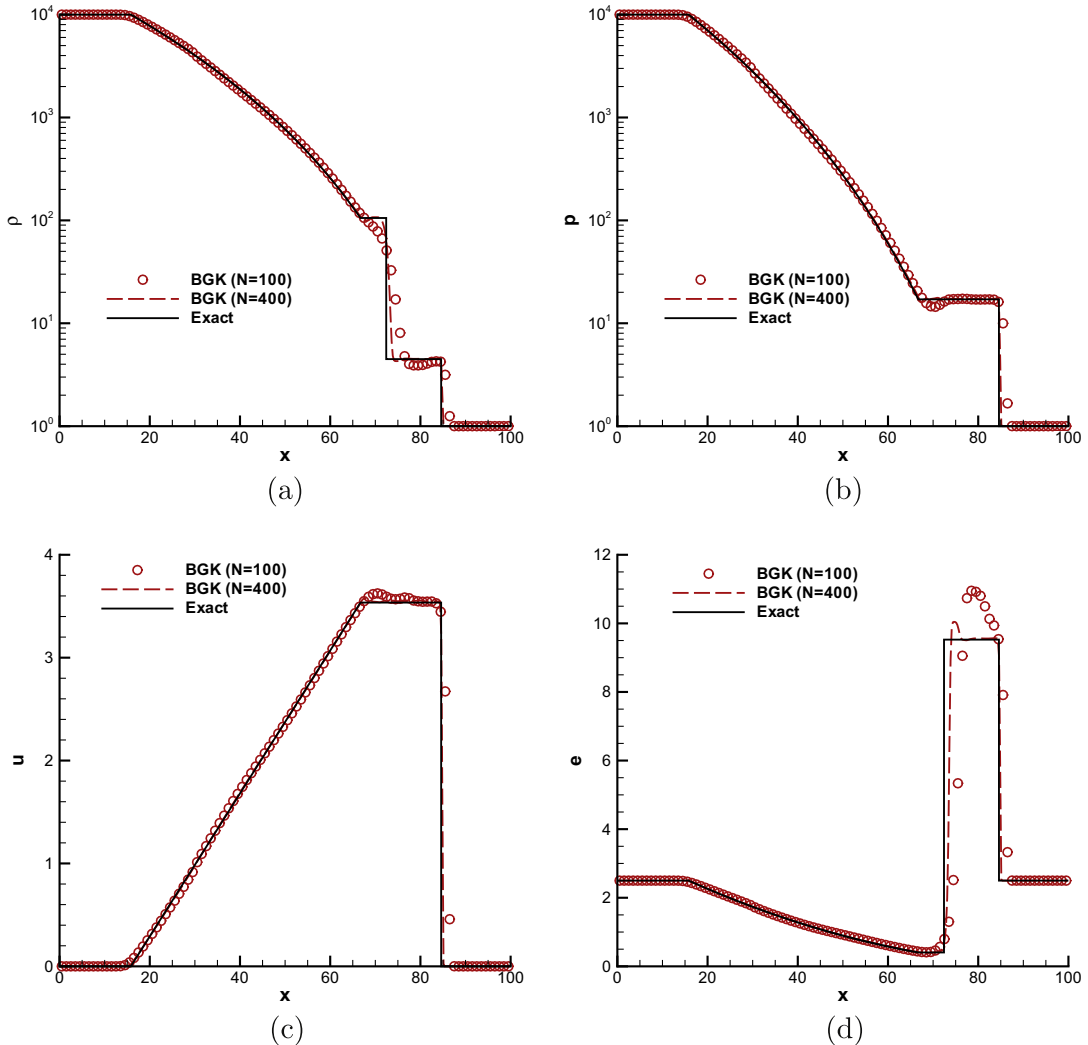 10⁴
10³
10²
10¹
10⁰
ρ
BGK (N=100)
BGK (N=400)
Exact
0 20 40 60 80 100
x
(a)
10⁴
10³
10²
10¹
10⁰
p
BGK (N=100)
BGK (N=400)
Exact
0 20 40 60 80 100
x
(b)
4
3
2
1
0
u
BGK (N=100)
BGK (N=400)
Exact
0 20 40 60 80 100
x
(c)
12
10
8
6
4
2
0
e
BGK (N=100)
BGK (N=400)
Exact
0 20 40 60 80 100
x
(d)